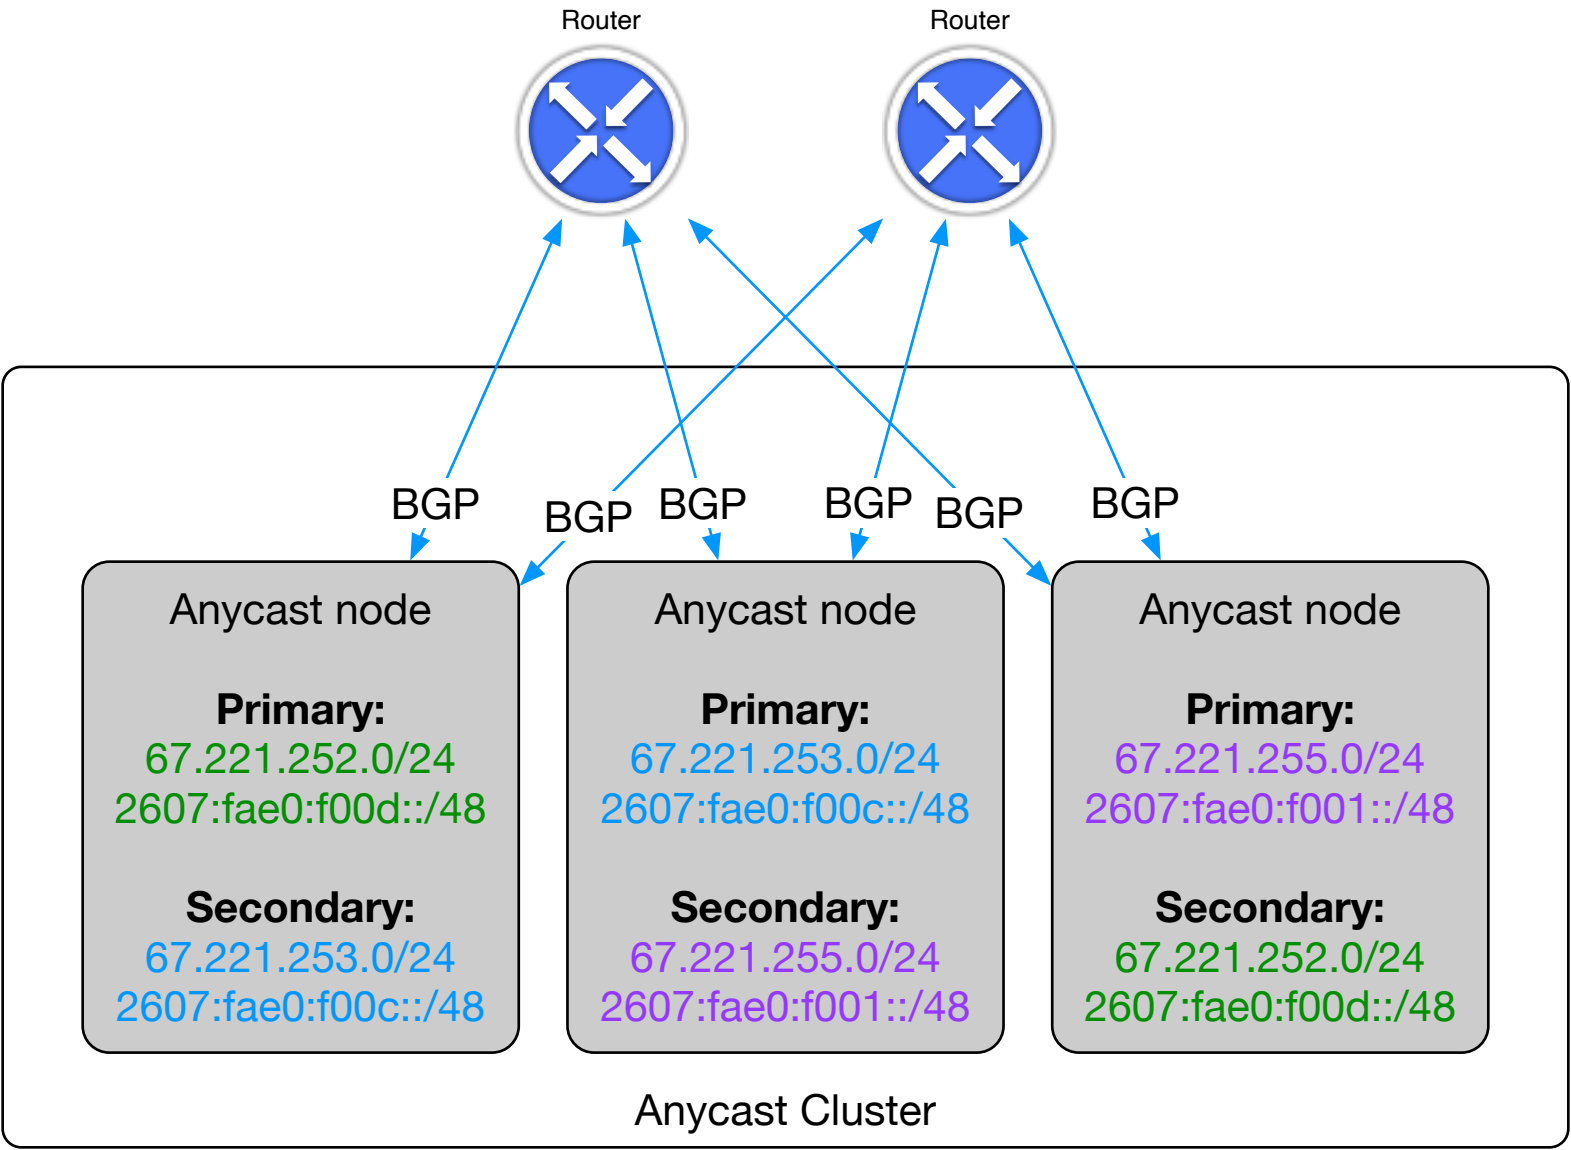 Router
Router
BGP
BGP
BGP
BGP
BGP
BGP
Anycast node
Primary:
67.221.252.0/24
2607:fae0:f00d::/48
Secondary:
67.221.253.0/24
2607:fae0:f00c::/48
Anycast node
Primary:
67.221.253.0/24
2607:fae0:f00c::/48
Secondary:
67.221.255.0/24
2607:fae0:f001::/48
Anycast node
Primary:
67.221.255.0/24
2607:fae0:f001::/48
Secondary:
67.221.252.0/24
2607:fae0:f00d::/48
Anycast Cluster